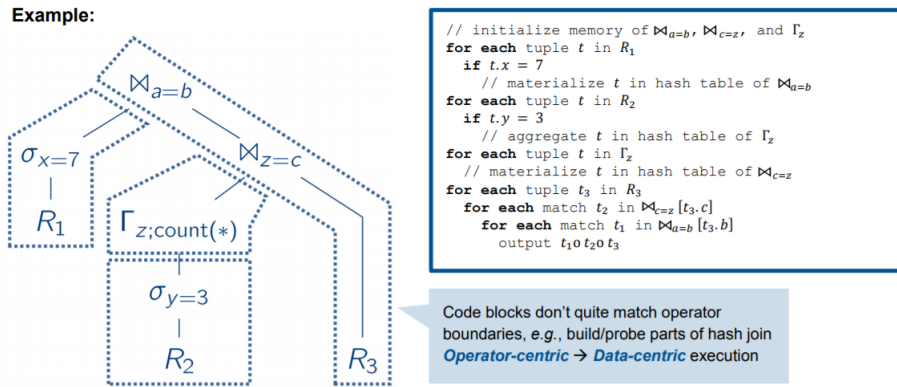 Example:
⋈a=b
σx=7
⋈z=c
R1
Γz;count(*)
σy=3
R2
R3
// initialize memory of ⋈a=b, ⋈c=z, and Γz
for each tuple t in R1
if t.x = 7
// materialize t in hash table of ⋈a=b
for each tuple t in R2
if t.y = 3
// aggregate t in hash table of Γz
for each tuple t in Γz
// materialize t in hash table of ⋈c=z
for each tuple t3 in R3
for each match t2 in ⋈c=z [t3.c]
for each match t1 in ⋈a=b [t3.b]
output t1 o t2 o t3
Code blocks don't quite match operator
boundaries, e.g., build/probe parts of hash join
Operator-centric → Data-centric execution